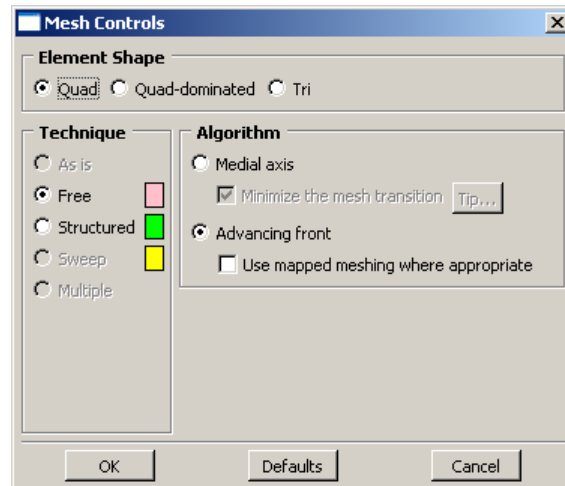 Mesh Controls
Element Shape
Quad Quad-dominated Tri
Technique
As is
Free
Structured
Sweep
Multiple
Algorithm
Medial axis
Minimize the mesh transition Tip...
Advancing front
Use mapped meshing where appropriate
OK Defaults Cancel